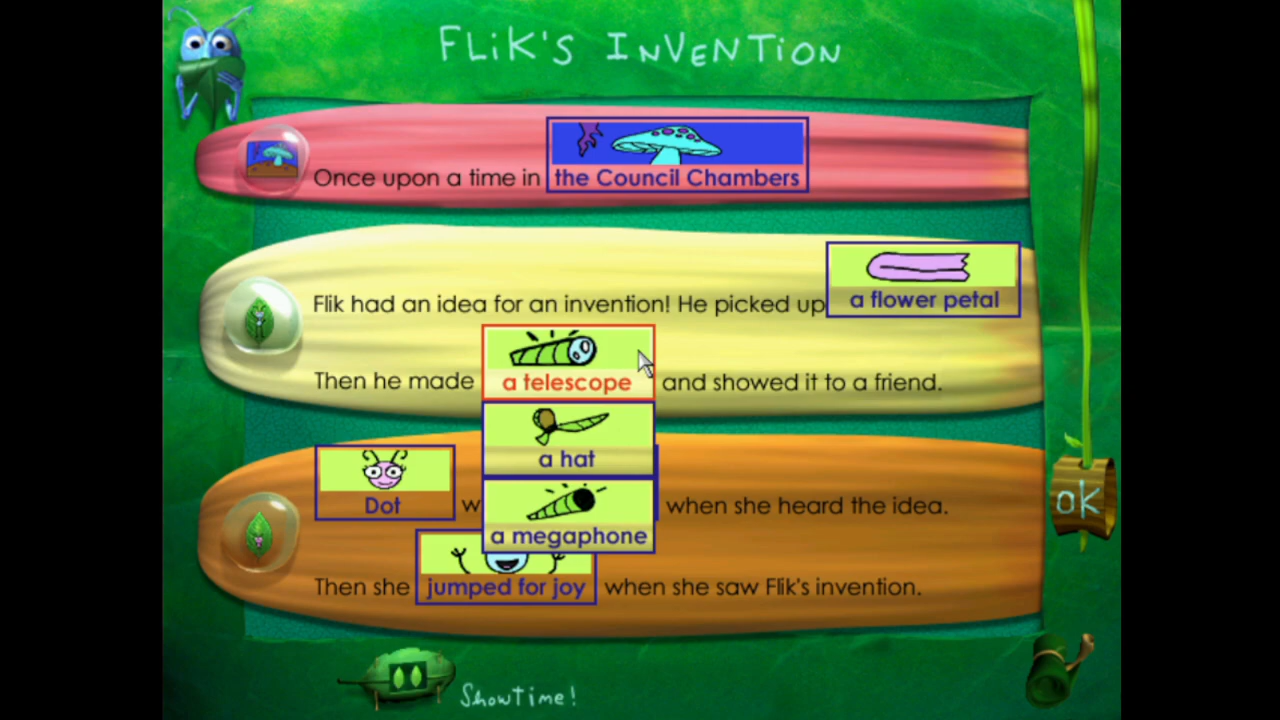 FLiK'S INVENTiON
Once upon a time in the Council Chambers
Flik had an idea for an invention! He picked up a flower petal
Then he made a telescope and showed it to a friend.
a hat
Dot w when she heard the idea.
a megaphone
Then she jumped for joy when she saw Flik's invention.
ok
Showtime!